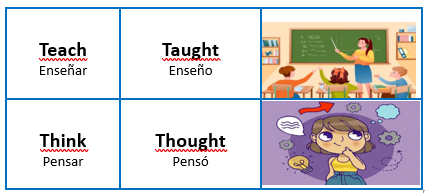 Teach
Enseñar
Taught
Enseño
Think
Pensar
Thought
Pensó